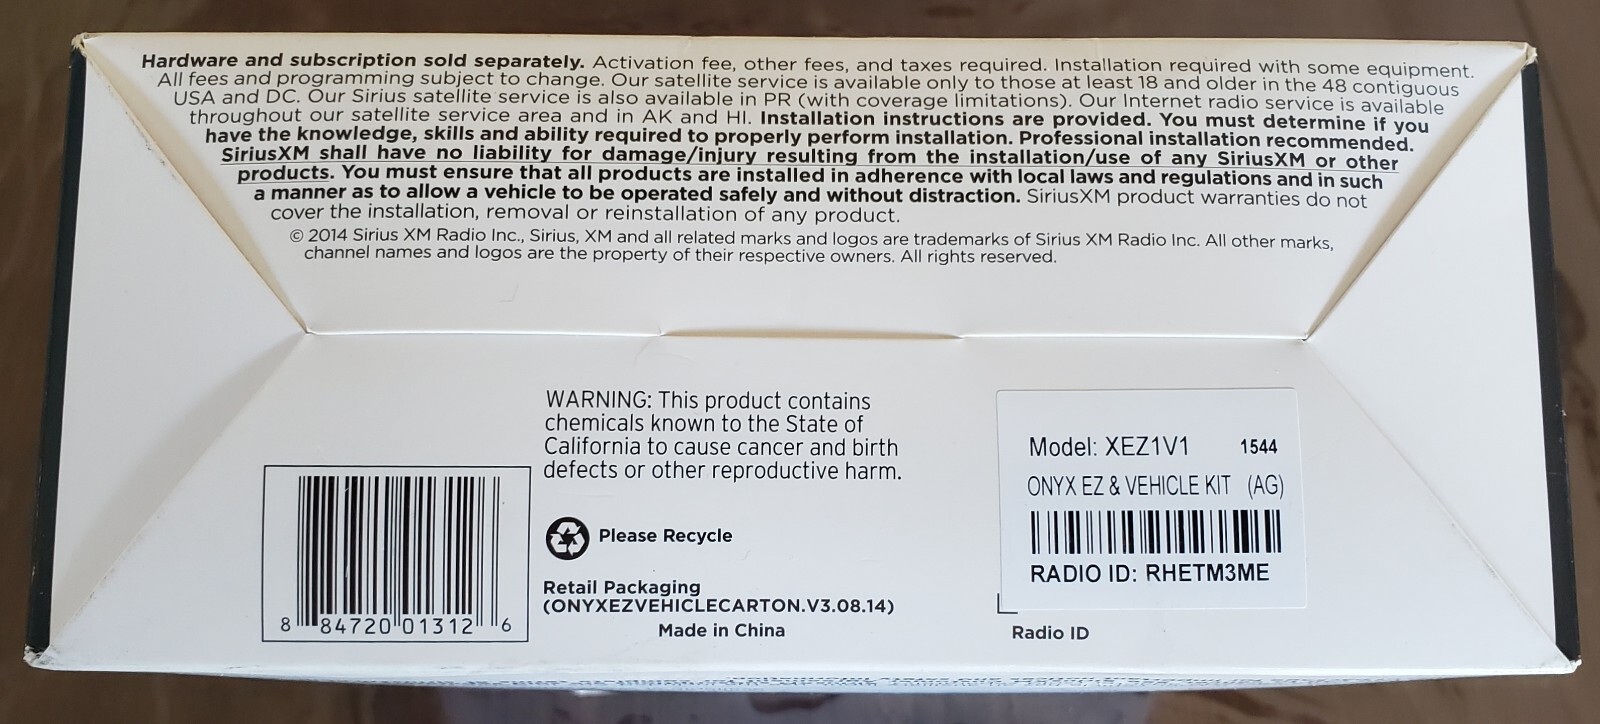 Hardware and subscription sold separately. Activation fee, other fees, and taxes required. Installation required with some equipment.
All fees and programming subject to change. Our satellite service is available only to those at least 18 and older in the 48 contiguous
USA and DC. Our Sirius satellite service is also available in PR (with coverage limitations). Our Internet radio service is available
throughout our satellite service area and in AK and HI. Installation instructions are provided. You must determine if you
have the knowledge, skills and ability required to properly perform installation. Professional installation recommended.
SiriusXM shall have no liability for damage/injury resulting from the installation/use of any SiriusXM or other
products. You must ensure that all products are installed in adherence with local laws and regulations and in such
a manner as to allow a vehicle to be operated safely and without distraction. SiriusXM product warranties do not
cover the installation, removal or reinstallation of any product.
© 2014 Sirius XM Radio Inc., Sirius, XM and all related marks and logos are trademarks of Sirius XM Radio Inc. All other marks,
channel names and logos are the property of their respective owners. All rights reserved.
WARNING: This product contains
chemicals known to the State of
California to cause cancer and birth
defects or other reproductive harm.
Please Recycle
Retail Packaging
(ONYXEZVEHICLECARTON.V3.08.14)
Made in China
8 84720 01312 6
Model: XEZ1V1 1544
ONYX EZ & VEHICLE KIT (AG)
RADIO ID: RHETM3ME
Radio ID